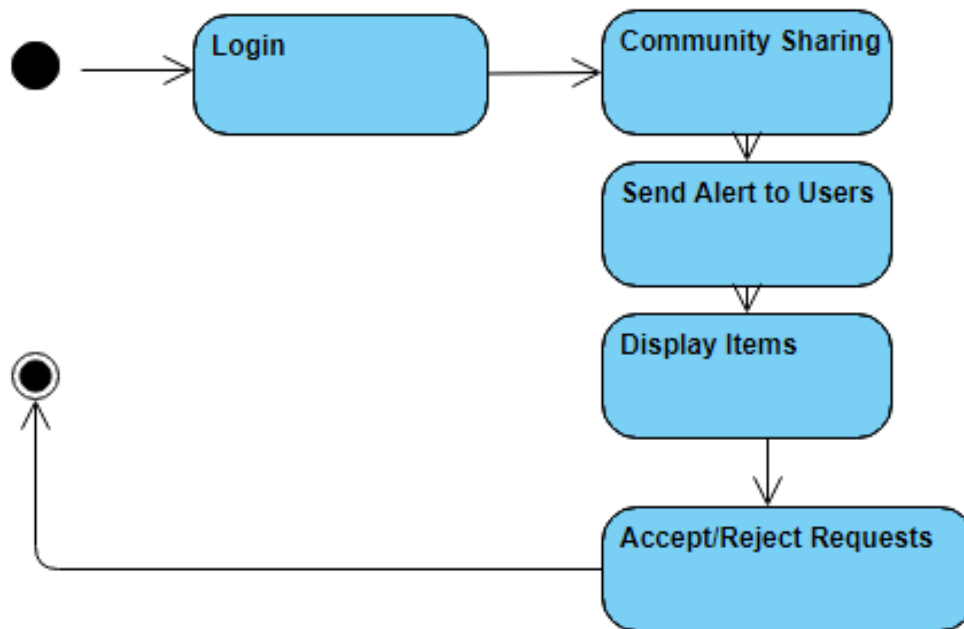 Login
Community Sharing
Send Alert to Users
Display Items
Accept/Reject Requests